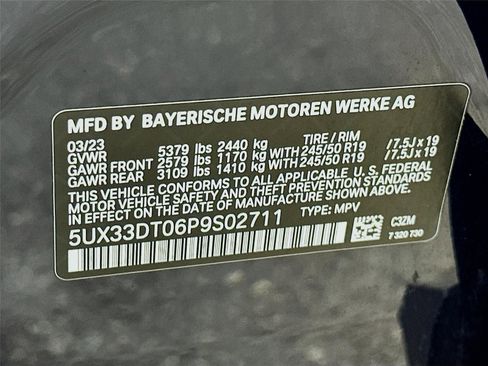 MFD BY BAYERISCHE MOTOREN WERKE AG
03/23 TIRE / RIM
GVWR 5379 lbs 2440 kg
GAWR FRONT 2579 lbs 1170 kg WITH 245/50 R19 / 7.5J x 19
GAWR REAR 3109 lbs 1410 kg WITH 245/50 R19 / 7.5J x 19
THIS VEHICLE CONFORMS TO ALL APPLICABLE U. S. FEDERAL
MOTOR VEHICLE SAFETY AND THEFT PREVENTION STANDARDS
IN EFFECT ON THE DATE OF MANUFACTURE SHOWN ABOVE.
5UX33DT06P9S02711 TYPE: MPV
C3ZM
7 320 730